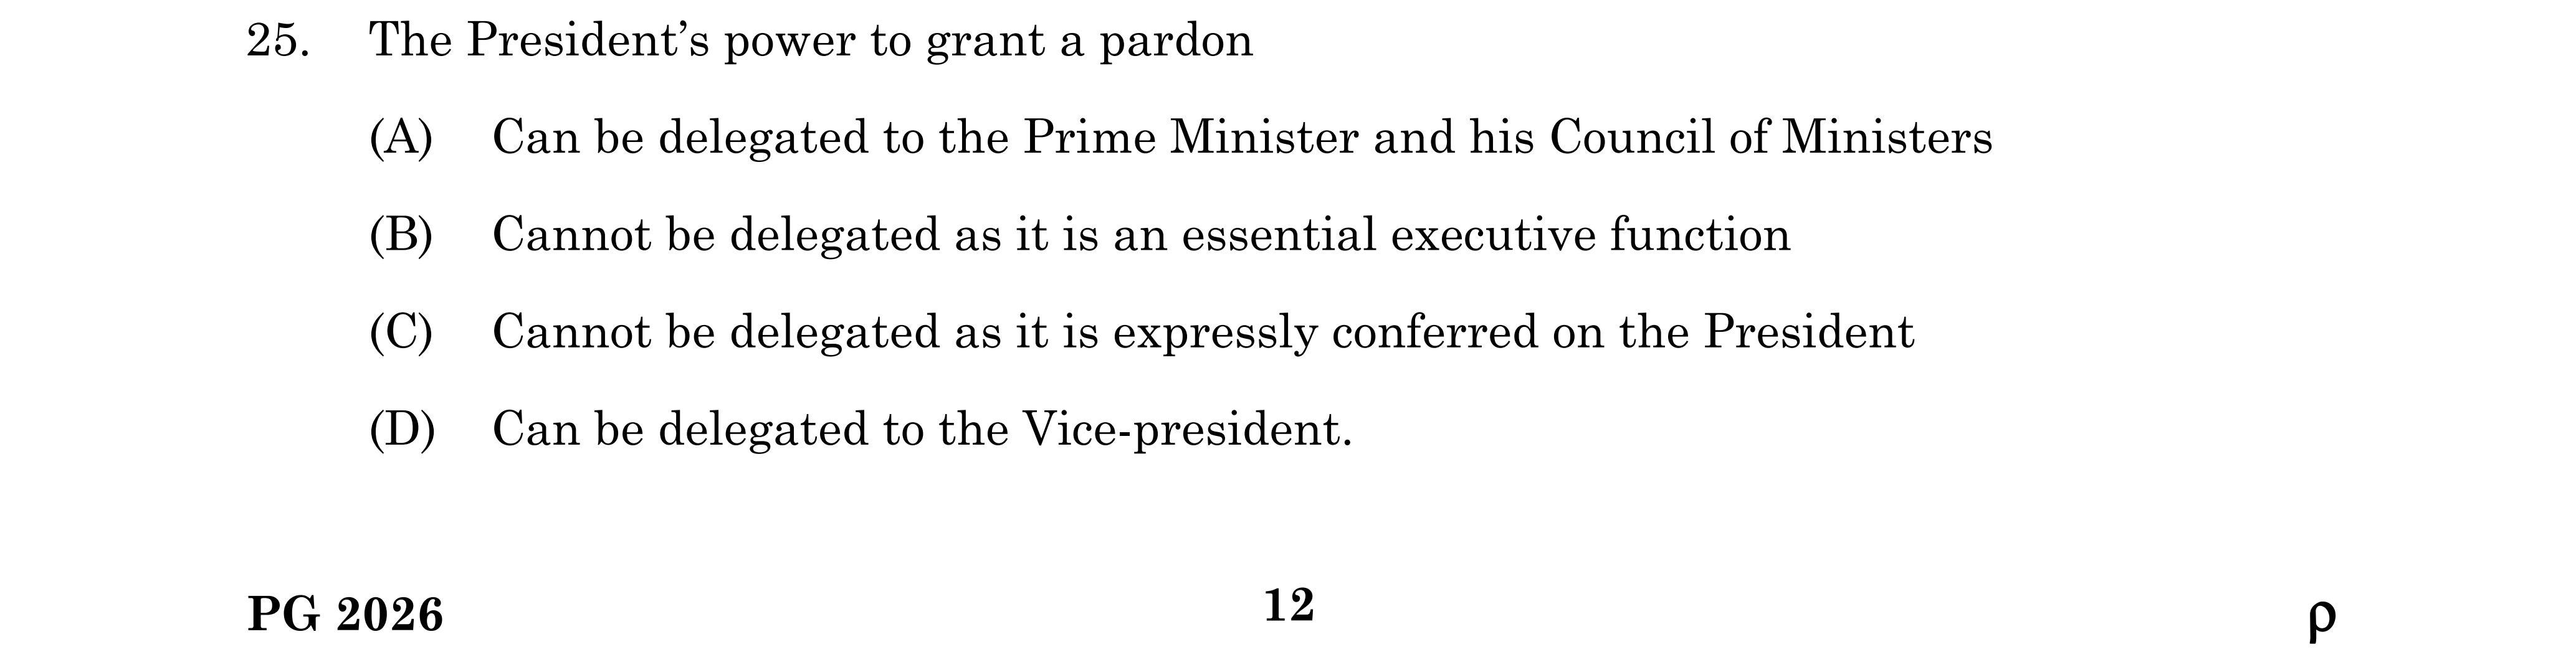 25. The President’s power to grant a pardon
(A) Can be delegated to the Prime Minister and his Council of Ministers
(B) Cannot be delegated as it is an essential executive function
(C) Cannot be delegated as it is expressly conferred on the President
(D) Can be delegated to the Vice-president.
PG 2026 12 ρ